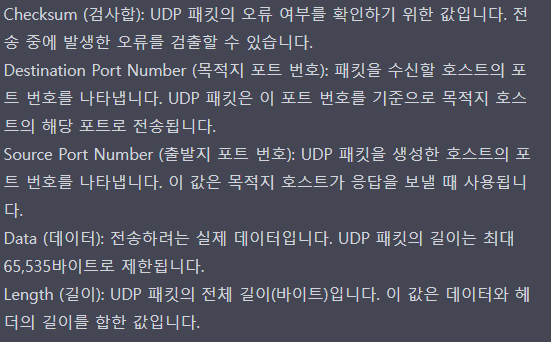 Checksum (검사합): UDP 패킷의 오류 여부를 확인하기 위한 값입니다. 전
송 중에 발생한 오류를 검출할 수 있습니다.
Destination Port Number (목적지 포트 번호): 패킷을 수신할 호스트의 포
트 번호를 나타냅니다. UDP 패킷은 이 포트 번호를 기준으로 목적지 호스
트의 해당 포트로 전송됩니다.
Source Port Number (출발지 포트 번호): UDP 패킷을 생성한 호스트의 포
트 번호를 나타냅니다. 이 값은 목적지 호스트가 응답을 보낼 때 사용됩니
다.
Data (데이터): 전송하려는 실제 데이터입니다. UDP 패킷의 길이는 최대
65,535바이트로 제한됩니다.
Length (길이): UDP 패킷의 전체 길이(바이트)입니다. 이 값은 데이터와 헤
더의 길이를 합한 값입니다.